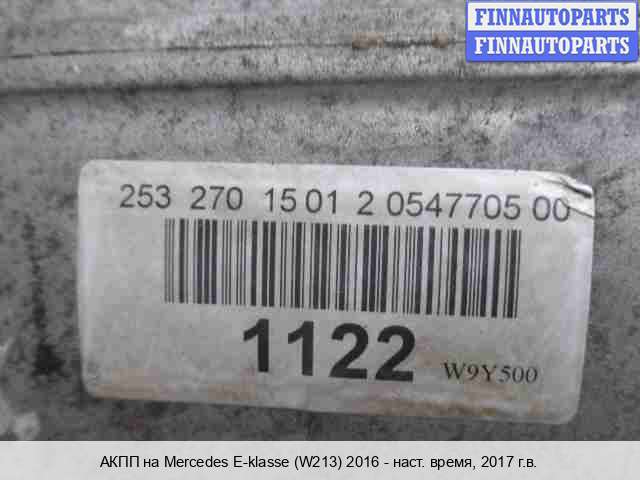 FINNAUTOPARTS
FINNAUTOPARTS
253 270 15 01 2 0547705 00
1122 W9Y500
АКПП на Mercedes E-klasse (W213) 2016 - наст. время, 2017 г.в.